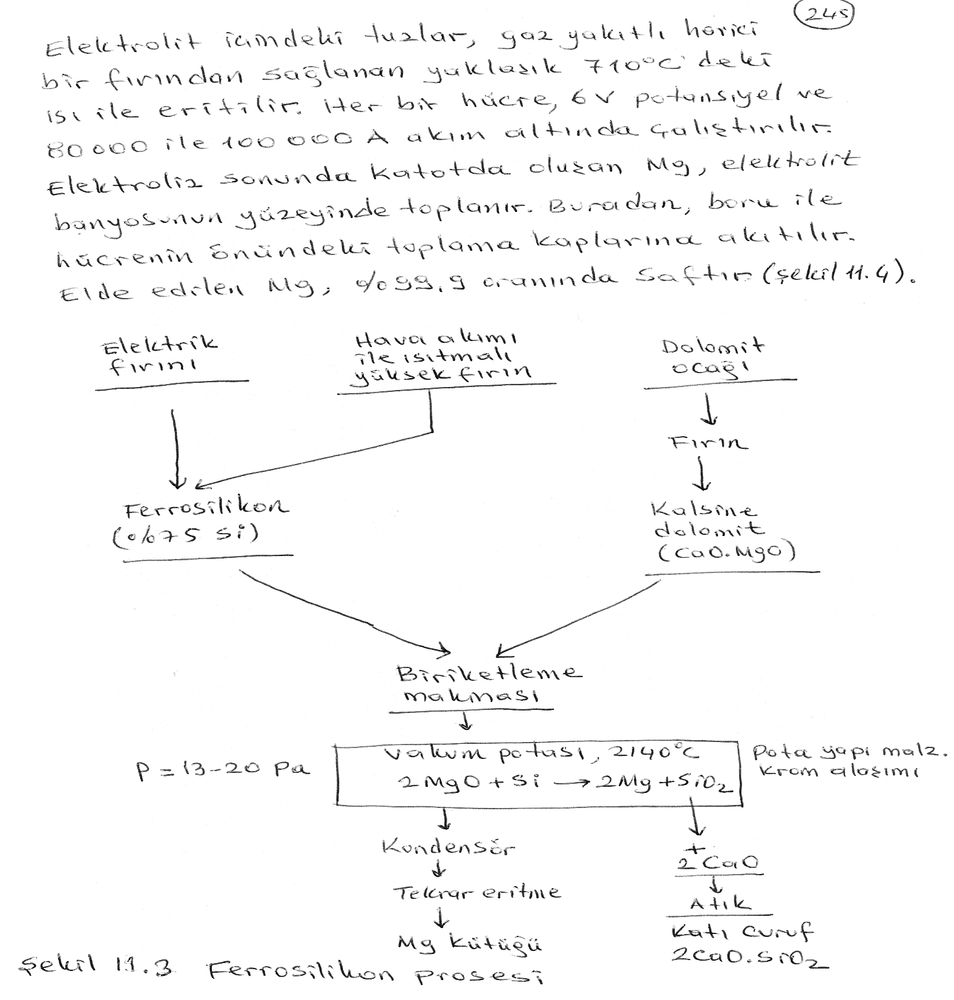 245
Elektrolit içindeki tuzlar, gaz yakıtlı harici
bir fırından sağlanan yaklaşık 710°C'deki
ısı ile eritilir. Her bir hücre, 6 V potansiyel ve
80 000 ile 100 000 A akım altında çalıştırılır.
Elektroliz sonunda katotda oluşan Mg, elektrolit
banyosunun yüzeyinde toplanır. Buradan, boru ile
hücrenin önündeki toplama kaplarına akıtılır.
Elde edilen Mg, %99,9 oranında saftır (şekil 11.4).
Elektrik
fırını
Hava akımı
ile ısıtmalı
yüksek fırın
Dolomit
ocağı
Fırın
Ferrosilikon
(%75 Si)
Kalsine
dolomit
(CaO.MgO)
Biriketleme
makinası
P = 13-20 Pa
Vakum potası, 2140°C
2MgO + Si → 2Mg + SiO2
Pota yapı malz.
Krom alaşımı
Kondensör
Tekrar eritme
Mg kütüğü
+
2 CaO
Atık
Katı curuf
2CaO.SiO2
Şekil 11.3 Ferrosilikon prosesi